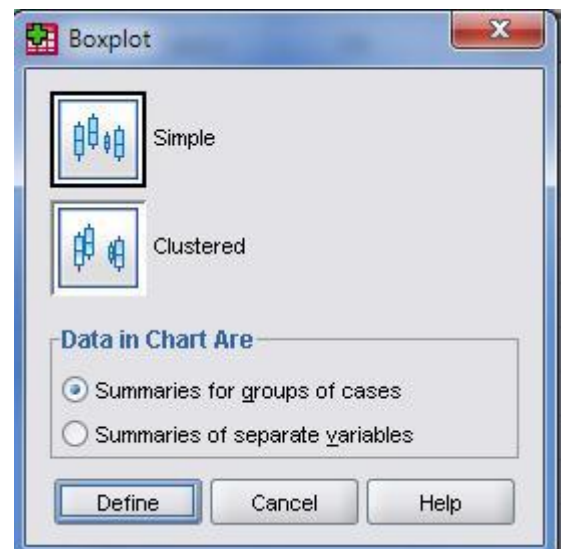 Boxplot
Simple
Clustered
Data in Chart Are
Summaries for groups of cases
Summaries of separate variables
Define Cancel Help